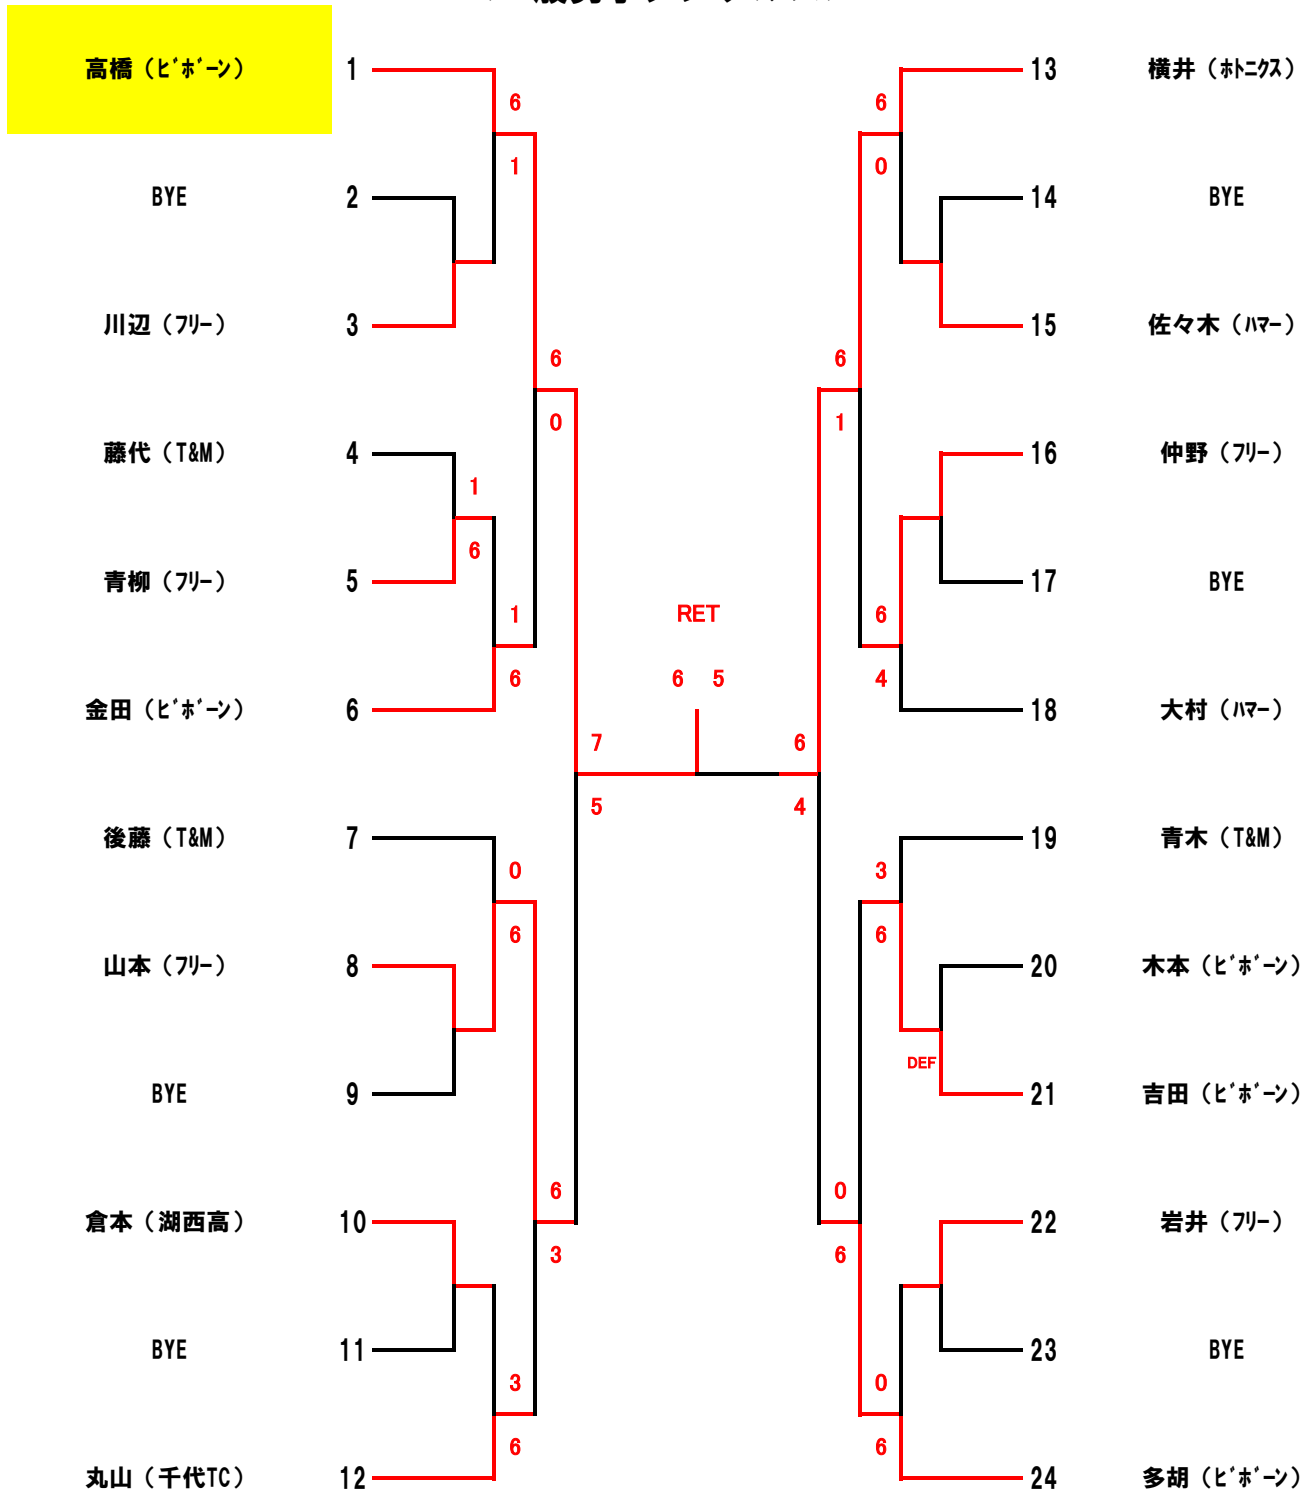 高橋（ﾋﾞﾎﾞｰﾝ） 1
BYE 2
川辺（ﾌﾘｰ） 3
藤代（T&M） 4
青柳（ﾌﾘｰ） 5
金田（ﾋﾞﾎﾞｰﾝ） 6
後藤（T&M） 7
山本（ﾌﾘｰ） 8
BYE 9
倉本（湖西高） 10
BYE 11
丸山（千代TC） 12
6
1
6
0
1
6
1
6
7
5
0
6
6
3
3
6
RET
6 5
6
0
6
1
6
4
6
4
3
6
DEF
0
6
0
6
13 横井（ﾎﾄﾆｸｽ）
14 BYE
15 佐々木（ﾊﾏｰ）
16 仲野（ﾌﾘｰ）
17 BYE
18 大村（ﾊﾏｰ）
19 青木（T&M）
20 木本（ﾋﾞﾎﾞｰﾝ）
21 吉田（ﾋﾞﾎﾞｰﾝ）
22 岩井（ﾌﾘｰ）
23 BYE
24 多胡（ﾋﾞﾎﾞｰﾝ）